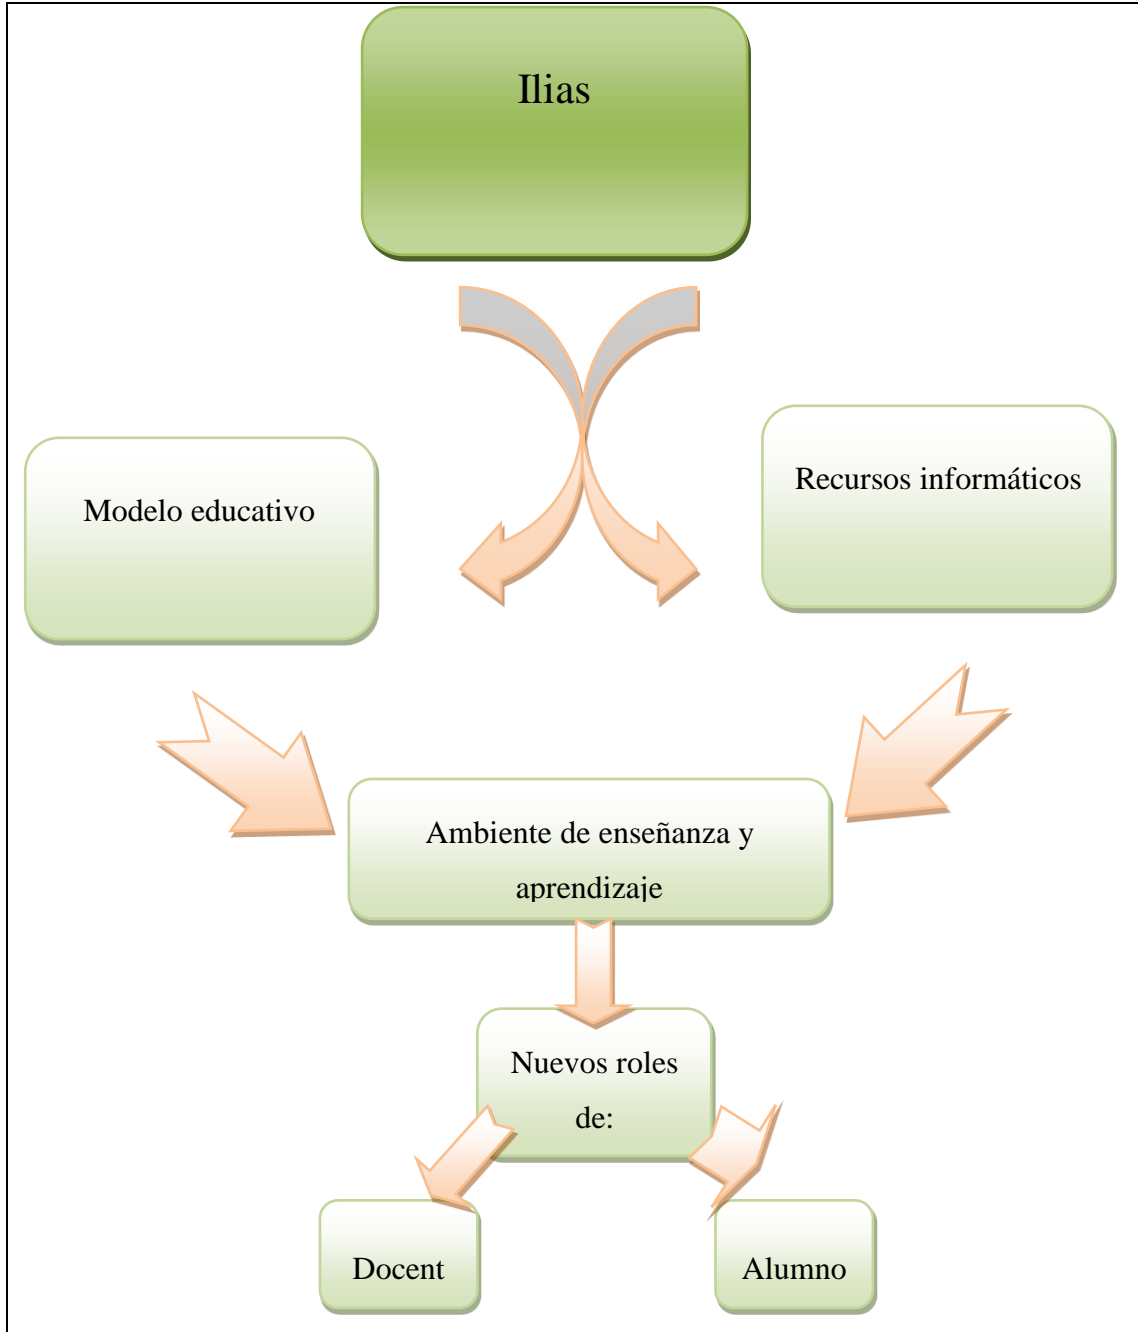 Ilias
Modelo educativo
Recursos informáticos
Ambiente de enseñanza y
aprendizaje
Nuevos roles
de:
Docent
Alumno